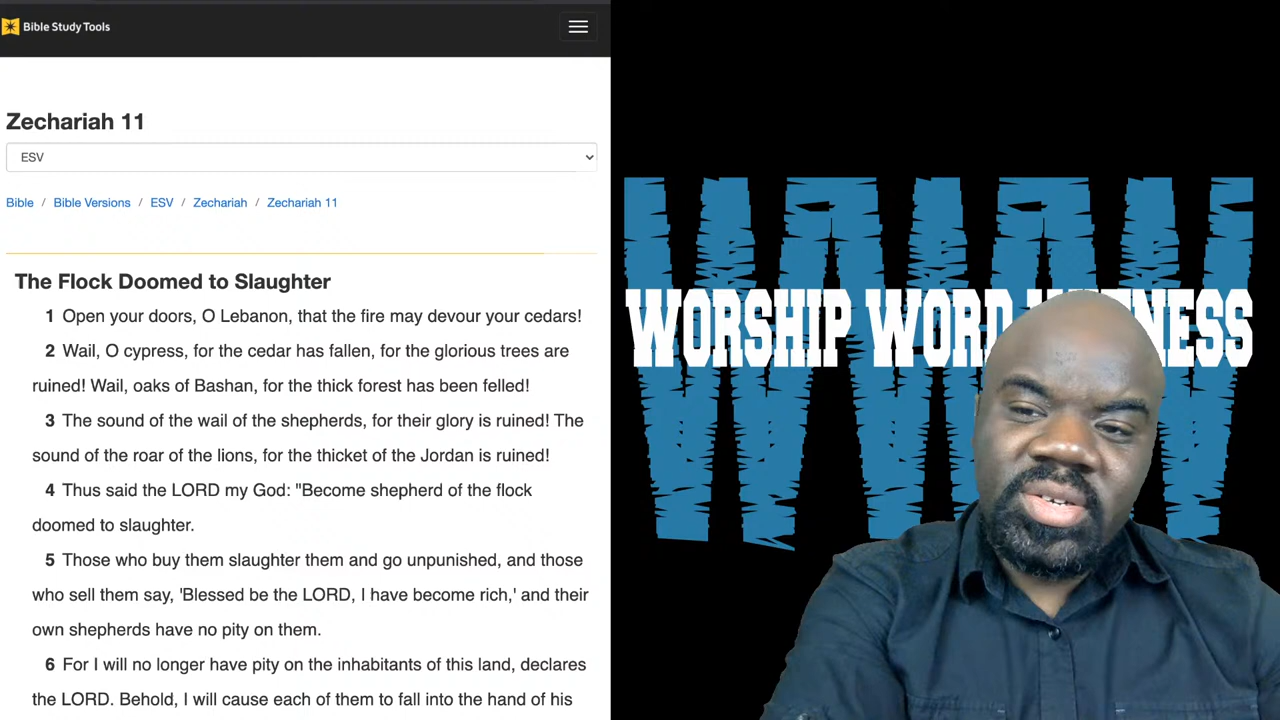 Bible Study Tools
Zechariah 11
ESV
Bible / Bible Versions / ESV / Zechariah / Zechariah 11
The Flock Doomed to Slaughter
1 Open your doors, O Lebanon, that the fire may devour your cedars!
2 Wail, O cypress, for the cedar has fallen, for the glorious trees are
ruined! Wail, oaks of Bashan, for the thick forest has been felled!
3 The sound of the wail of the shepherds, for their glory is ruined! The
sound of the roar of the lions, for the thicket of the Jordan is ruined!
4 Thus said the LORD my God: "Become shepherd of the flock
doomed to slaughter.
5 Those who buy them slaughter them and go unpunished, and those
who sell them say, 'Blessed be the LORD, I have become rich,' and their
own shepherds have no pity on them.
6 For I will no longer have pity on the inhabitants of this land, declares
the LORD. Behold, I will cause each of them to fall into the hand of his
WWW
WORSHIP WORD